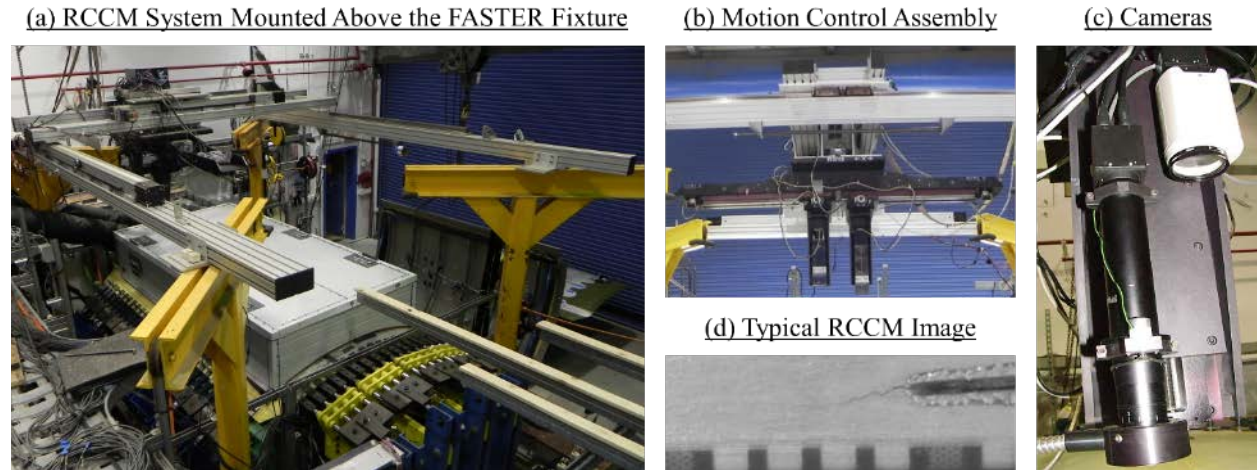 (a) RCCM System Mounted Above the FASTER Fixture
(b) Motion Control Assembly
(c) Cameras
(d) Typical RCCM Image